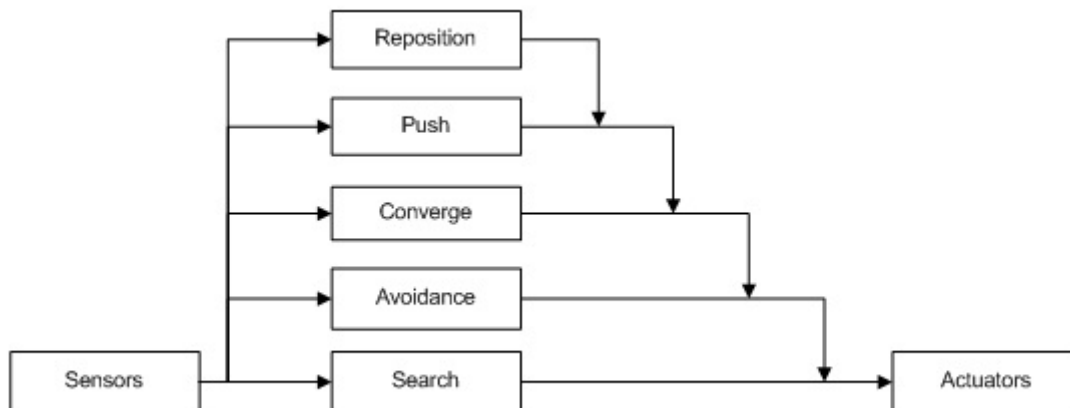 Reposition
Push
Converge
Avoidance
Sensors
Search
Actuators